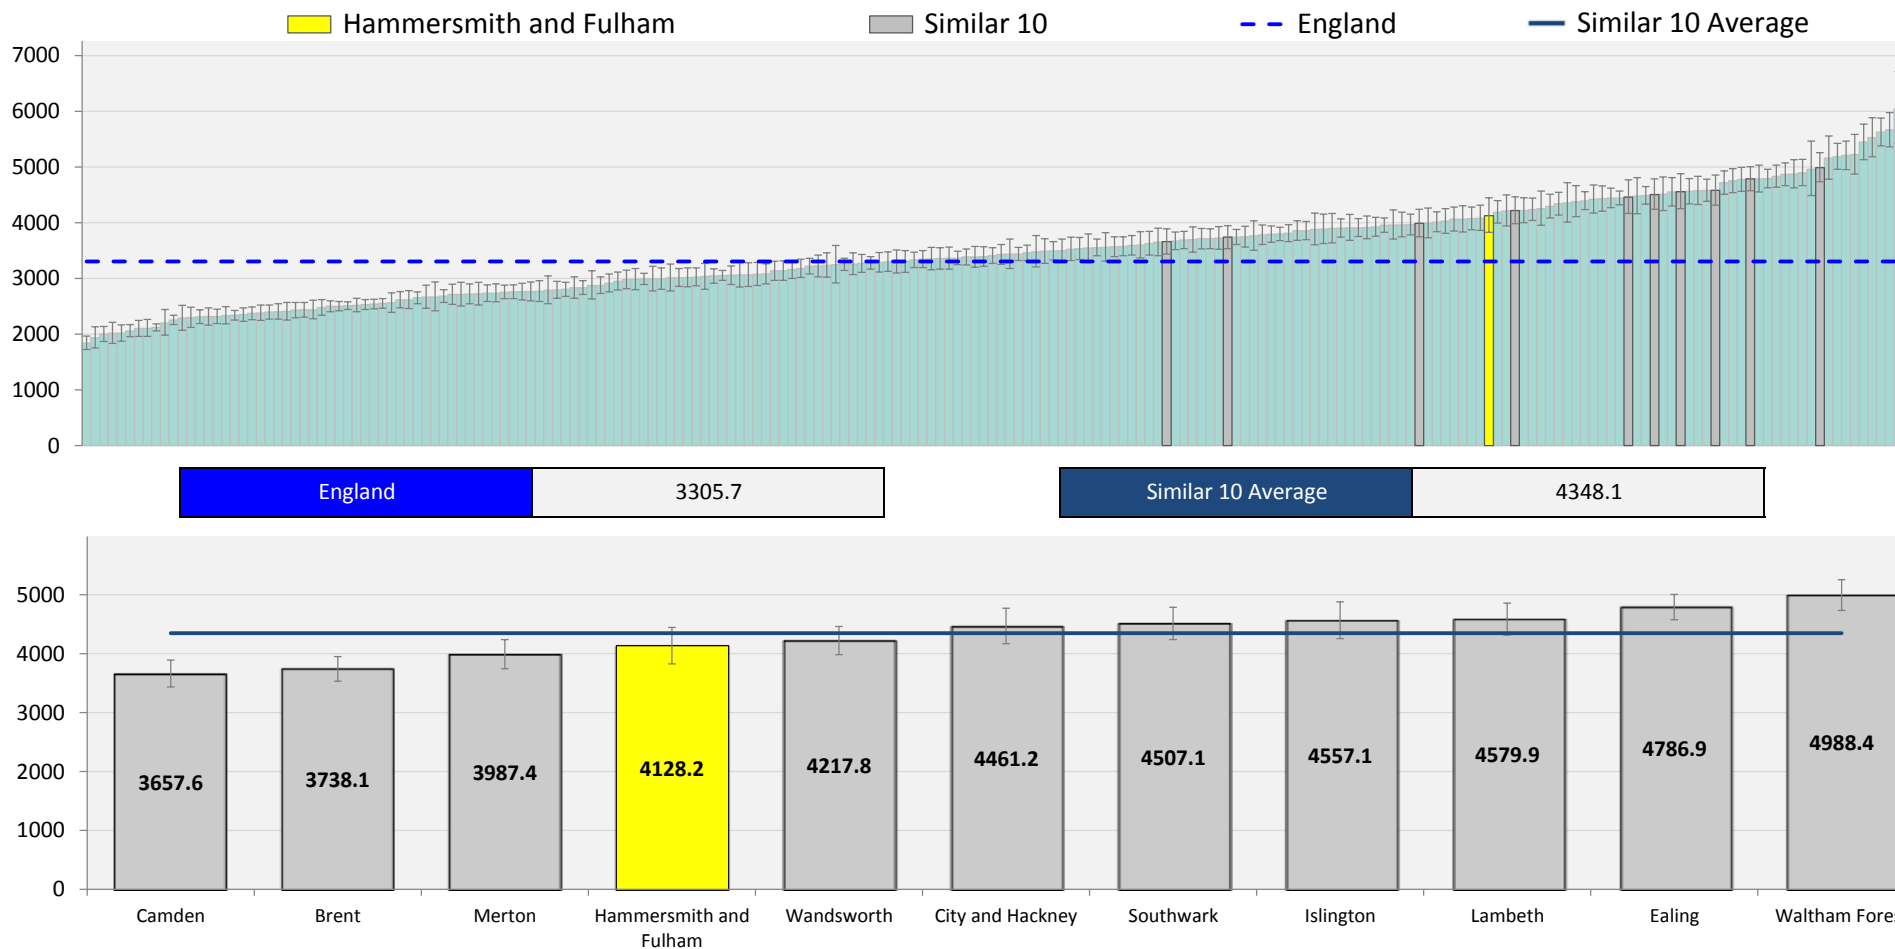 Hammersmith and Fulham Similar 10 England Similar 10 Average
7000
6000
5000
4000
3000
2000
1000
0
England 3305.7 Similar 10 Average 4348.1
5000
4000
3000
2000
1000
0
3657.6 3738.1 3987.4 4128.2 4217.8 4461.2 4507.1 4557.1 4579.9 4786.9 4988.4
Camden Brent Merton Hammersmith and Wandsworth City and Hackney Southwark Islington Lambeth Ealing Waltham Fores
Fulham